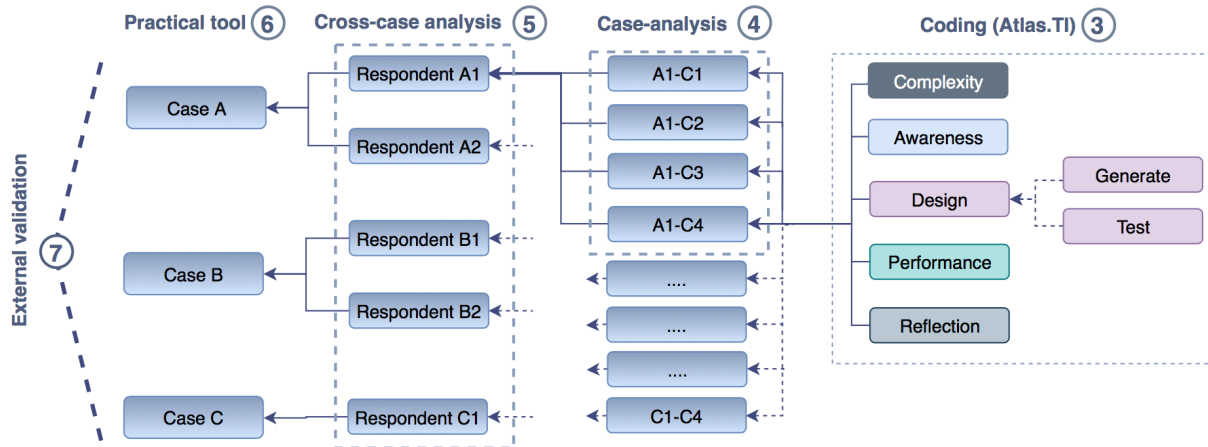 Practical tool 6
Cross-case analysis 5
Case-analysis 4
Coding (Atlas.TI) 3
External validation 7
Case A
Case B
Case C
Respondent A1
Respondent A2
Respondent B1
Respondent B2
Respondent C1
A1-C1
A1-C2
A1-C3
A1-C4
....
....
....
C1-C4
Complexity
Awareness
Design
Performance
Reflection
Generate
Test